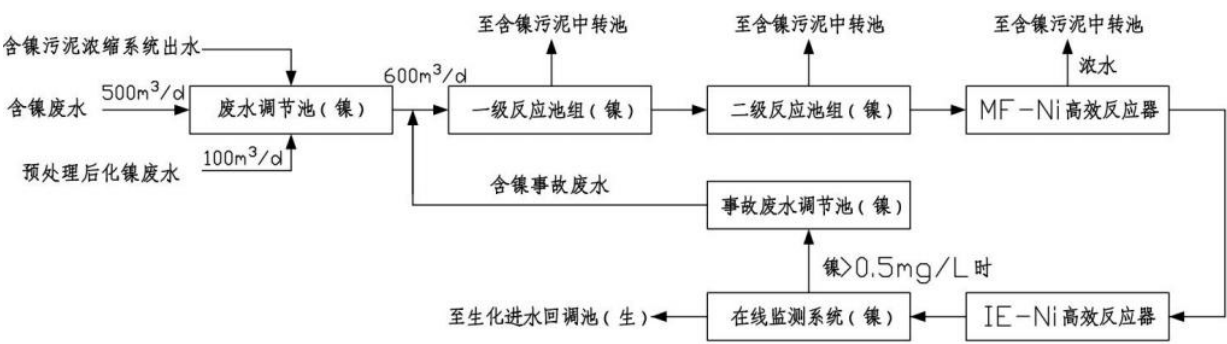 至含镍污泥中转池
至含镍污泥中转池
至含镍污泥中转池
含镍污泥浓缩系统出水
浓水
600m³/d
500m³/d
含镍废水
废水调节池(镍)
一级反应池组(镍)
二级反应池组(镍)
MF-Ni高效反应器
100m³/d
预处理后化镍废水
含镍事故废水
事故废水调节池(镍)
镍>0.5mg/L时
至生化进水回调池(生)
在线监测系统(镍)
IE-Ni高效反应器